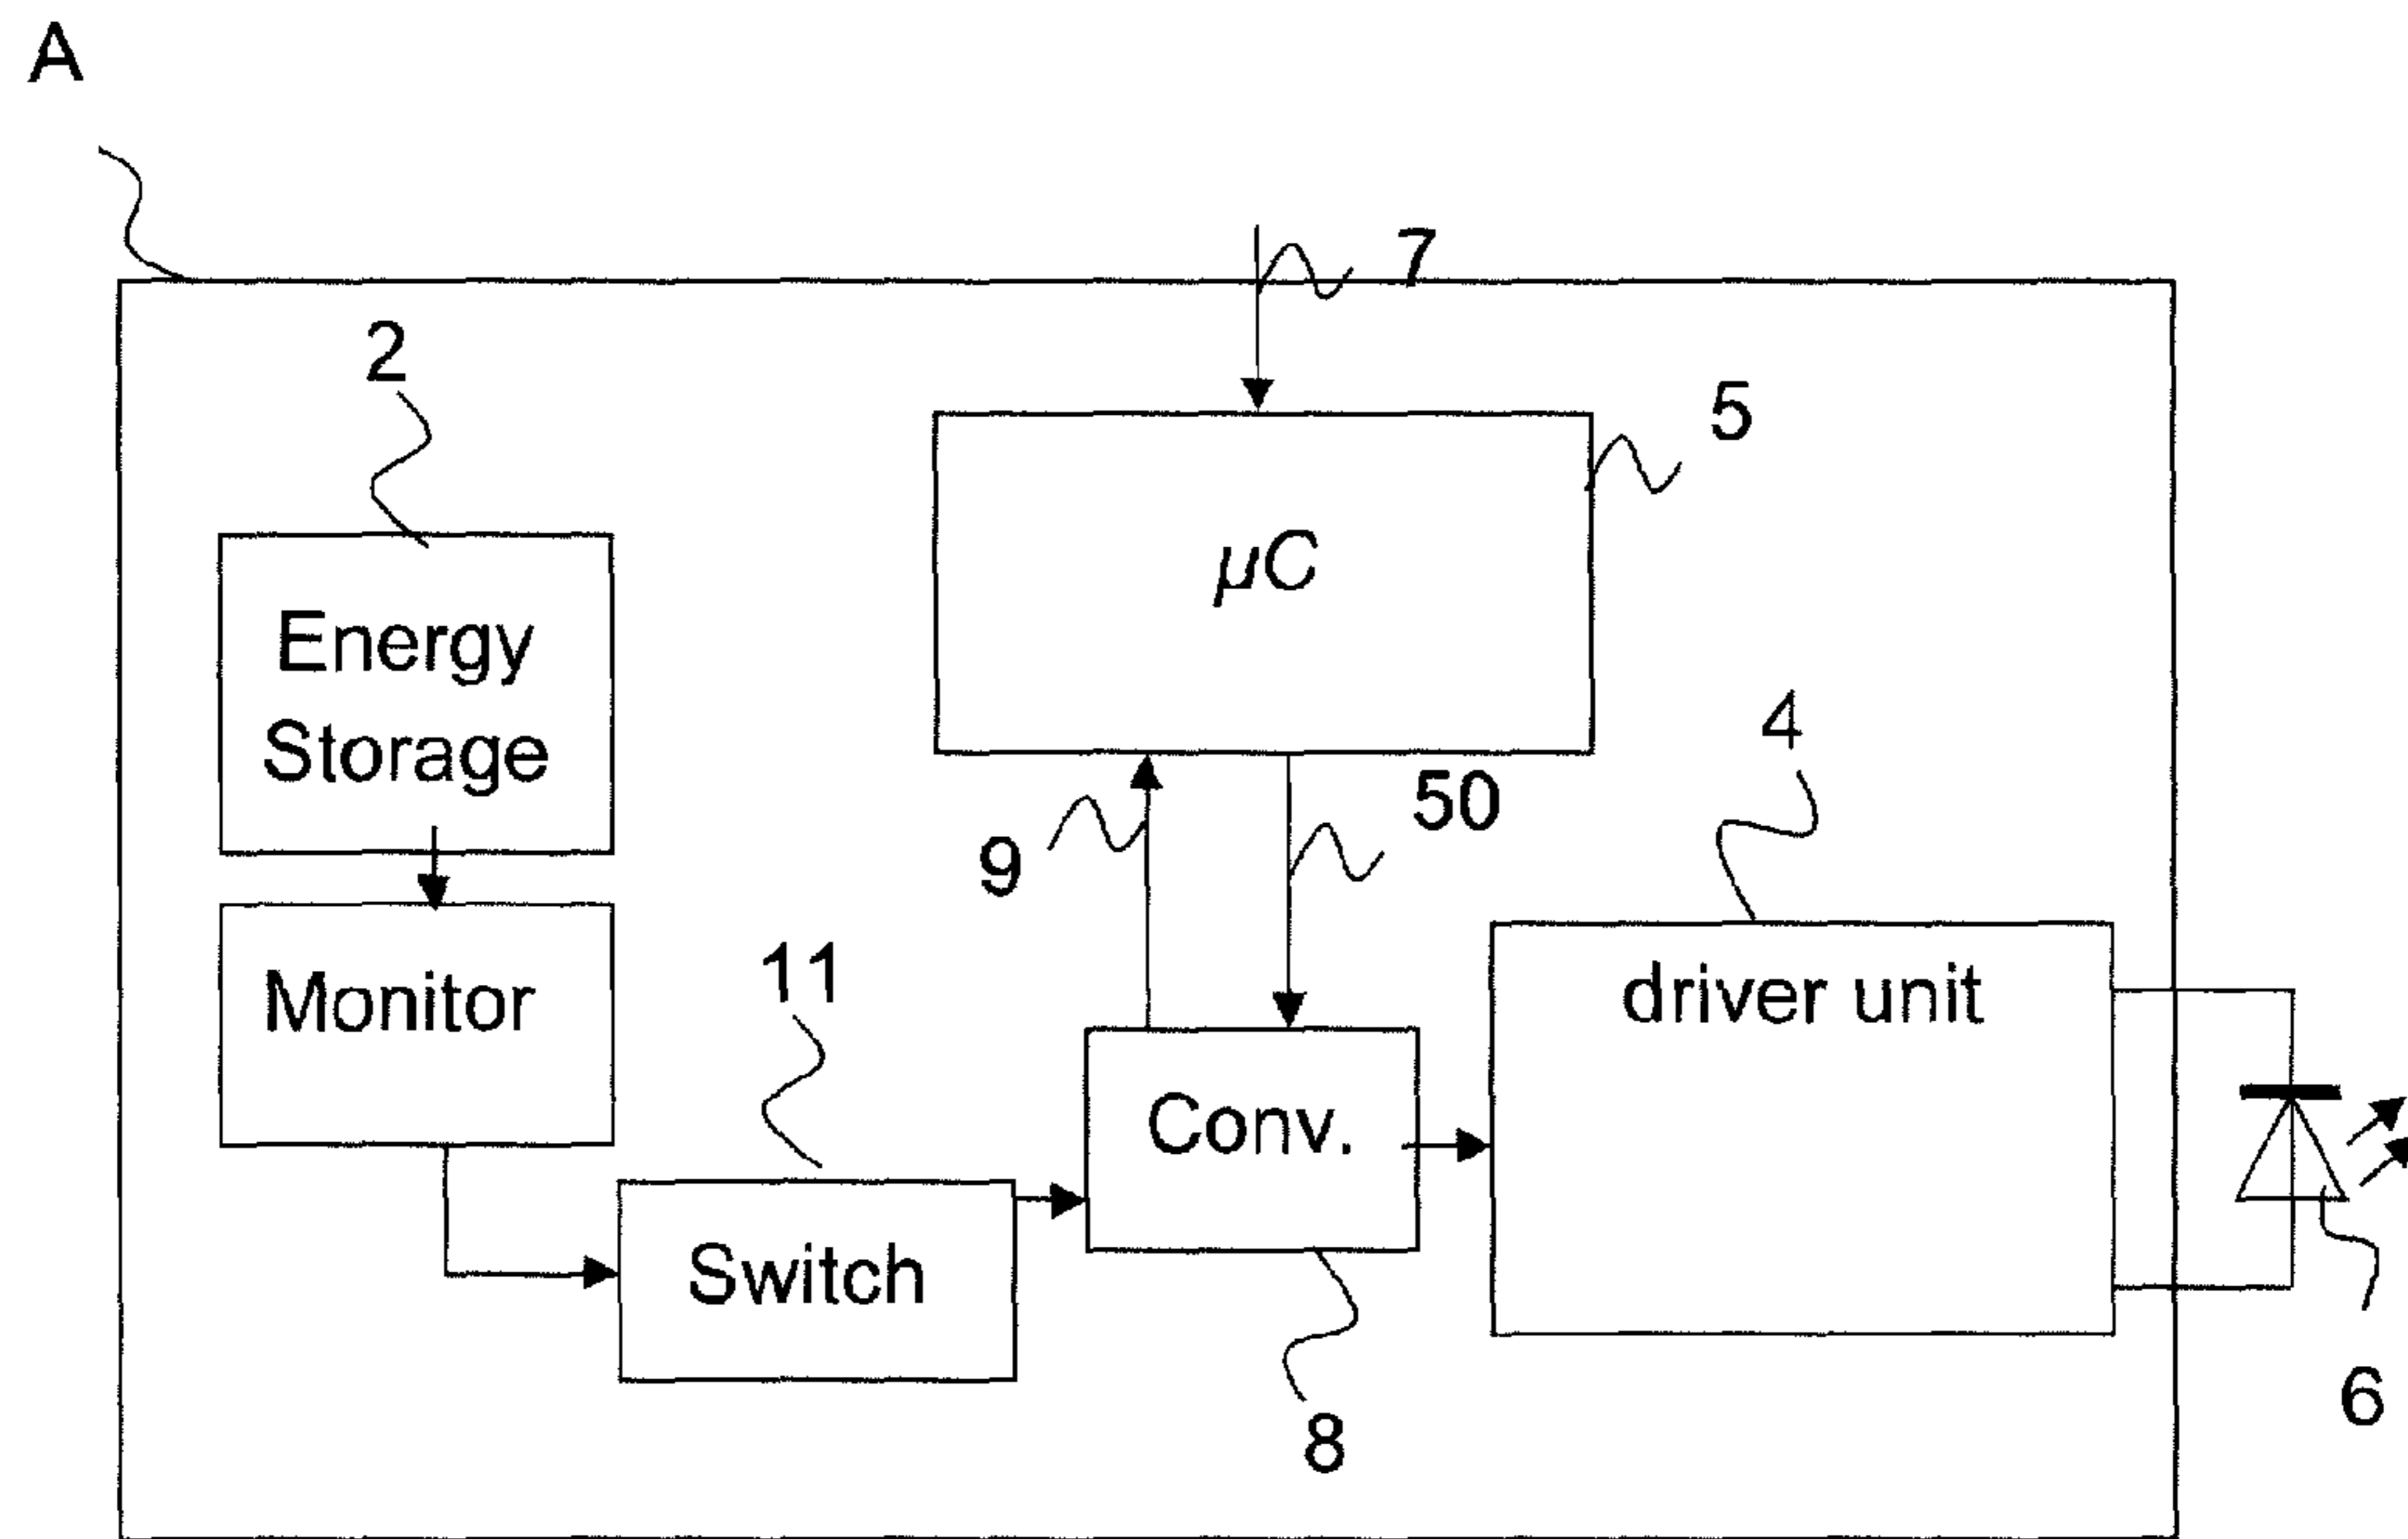 A
7
2
5
µC
Energy
Storage
4
50
9
11
driver unit
Monitor
Conv.
Switch
6
8